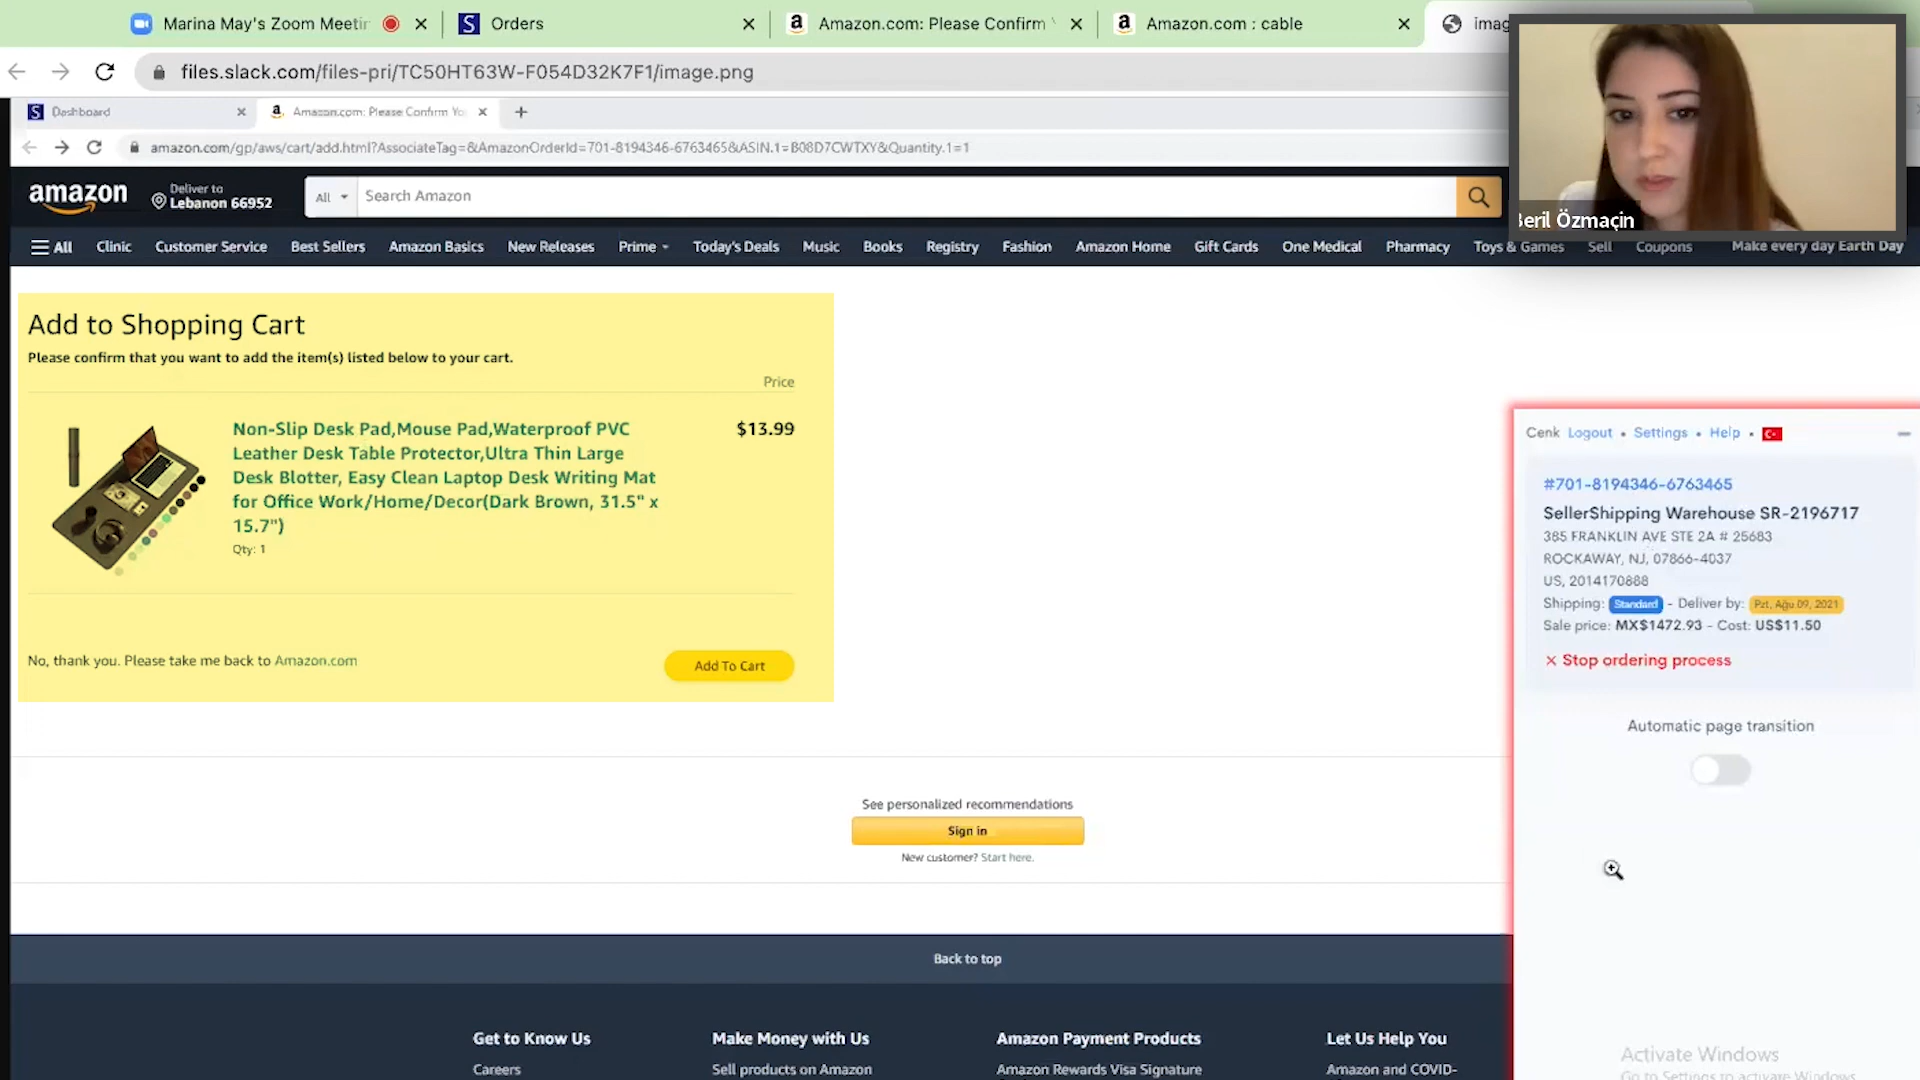 Marina May's Zoom Meetin
Orders
Amazon.com: Please Confirm
Amazon.com : cable
imag
files.slack.com/files-pri/TC50HT63W-F054D32K7F1/image.png
Dashboard
Amazon.com: Please Confirm Yo
amazon.com/gp/aws/cart/add.html?AssociateTag=&AmazonOrderId=701-8194346-6763465&ASIN.1=B08D7CWTXY&Quantity.1=1
amazon
Deliver to
Lebanon 66952
All
Search Amazon
Beril Özmaçin
All
Clinic
Customer Service
Best Sellers
Amazon Basics
New Releases
Prime
Today's Deals
Music
Books
Registry
Fashion
Amazon Home
Gift Cards
One Medical
Pharmacy
Toys & Games
Sell
Coupons
Make every day Earth Day
Add to Shopping Cart
Please confirm that you want to add the item(s) listed below to your cart.
Price
Non-Slip Desk Pad,Mouse Pad,Waterproof PVC
Leather Desk Table Protector,Ultra Thin Large
Desk Blotter, Easy Clean Laptop Desk Writing Mat
for Office Work/Home/Decor(Dark Brown, 31.5" x
15.7")
$13.99
Qty: 1
No, thank you. Please take me back to Amazon.com
Add To Cart
Cenk Logout • Settings • Help •
#701-8194346-6763465
SellerShipping Warehouse SR-2196717
385 FRANKLIN AVE STE 2A # 25683
ROCKAWAY, NJ, 07866-4037
US, 2014170888
Shipping: Standard - Deliver by: Pzt, Ağu 09, 2021
Sale price: MX$1472.93 - Cost: US$11.50
× Stop ordering process
Automatic page transition
See personalized recommendations
Sign in
New customer? Start here.
Back to top
Get to Know Us
Careers
Make Money with Us
Sell products on Amazon
Amazon Payment Products
Amazon Rewards Visa Signature
Let Us Help You
Amazon and COVID-
Activate Windows
Go to Settings to activate Windows.